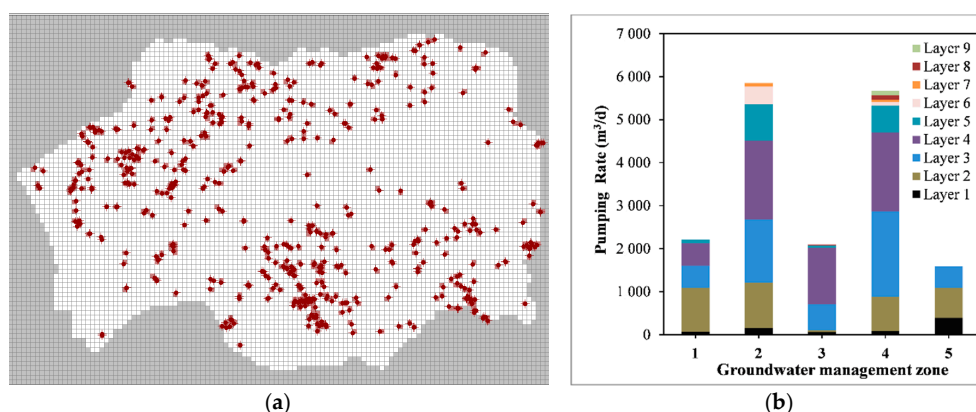 (a)
7 000
6 000
5 000
4 000
3 000
2 000
1 000
0
Pumping Rate (m³/d)
Layer 9
Layer 8
Layer 7
Layer 6
Layer 5
Layer 4
Layer 3
Layer 2
Layer 1
1 2 3 4 5
Groundwater management zone
(b)